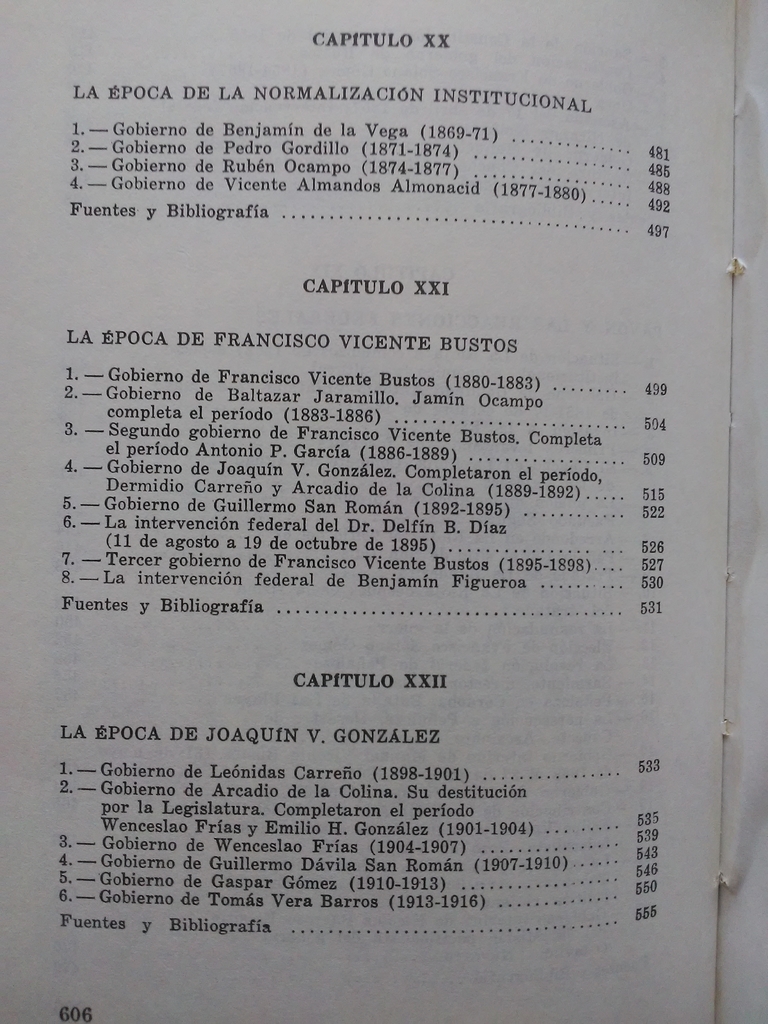 CAPÍTULO XX
LA ÉPOCA DE LA NORMALIZACIÓN INSTITUCIONAL
1. — Gobierno de Benjamín de la Vega (1869-71) .................. 481
2. — Gobierno de Pedro Gordillo (1871-1874) .................. 485
3. — Gobierno de Rubén Ocampo (1874-1877) .................. 488
4. — Gobierno de Vicente Almandos Almonacid (1877-1880) ..... 492
Fuentes y Bibliografía .................................... 497
CAPÍTULO XXI
LA ÉPOCA DE FRANCISCO VICENTE BUSTOS
1. — Gobierno de Francisco Vicente Bustos (1880-1883) ......... 499
2. — Gobierno de Baltazar Jaramillo. Jamín Ocampo
completa el período (1883-1886) .......................... 504
3. — Segundo gobierno de Francisco Vicente Bustos. Completa
el período Antonio P. García (1886-1889) .................. 509
4. — Gobierno de Joaquín V. González. Completaron el período,
Dermidio Carreño y Arcadio de la Colina (1889-1892) ..... 515
5. — Gobierno de Guillermo San Román (1892-1895) ............ 522
6. — La intervención federal del Dr. Delfín B. Díaz
(11 de agosto a 19 de octubre de 1895) .................. 526
7. — Tercer gobierno de Francisco Vicente Bustos (1895-1898) .... 527
8. — La intervención federal de Benjamín Figueroa .......... 530
Fuentes y Bibliografía .................................... 531
CAPÍTULO XXII
LA ÉPOCA DE JOAQUÍN V. GONZÁLEZ
1. — Gobierno de Leónidas Carreño (1898-1901) ................ 533
2. — Gobierno de Arcadio de la Colina. Su destitución
por la Legislatura. Completaron el período
Wenceslao Frías y Emilio H. González (1901-1904) .......... 535
3. — Gobierno de Wenceslao Frías (1904-1907) .................. 539
4. — Gobierno de Guillermo Dávila San Román (1907-1910) ....... 543
5. — Gobierno de Gaspar Gómez (1910-1913) .................. 546
6. — Gobierno de Tomás Vera Barros (1913-1916) .............. 550
Fuentes y Bibliografía .................................... 555
606